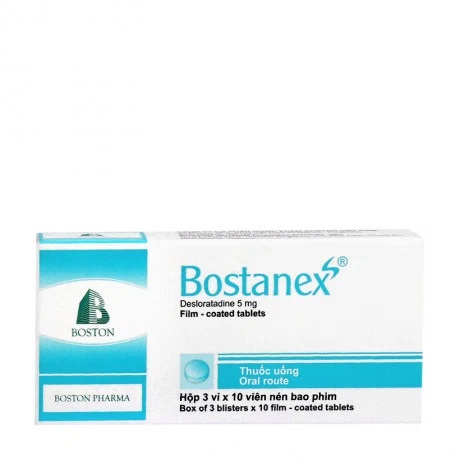 Bostanex®
Desloratadine 5 mg
Film - coated tablets
BOSTON
Thuốc uống
Oral route
BOSTON PHARMA
Hộp 3 vỉ x 10 viên nén bao phim
Box of 3 blisters x 10 film - coated tablets